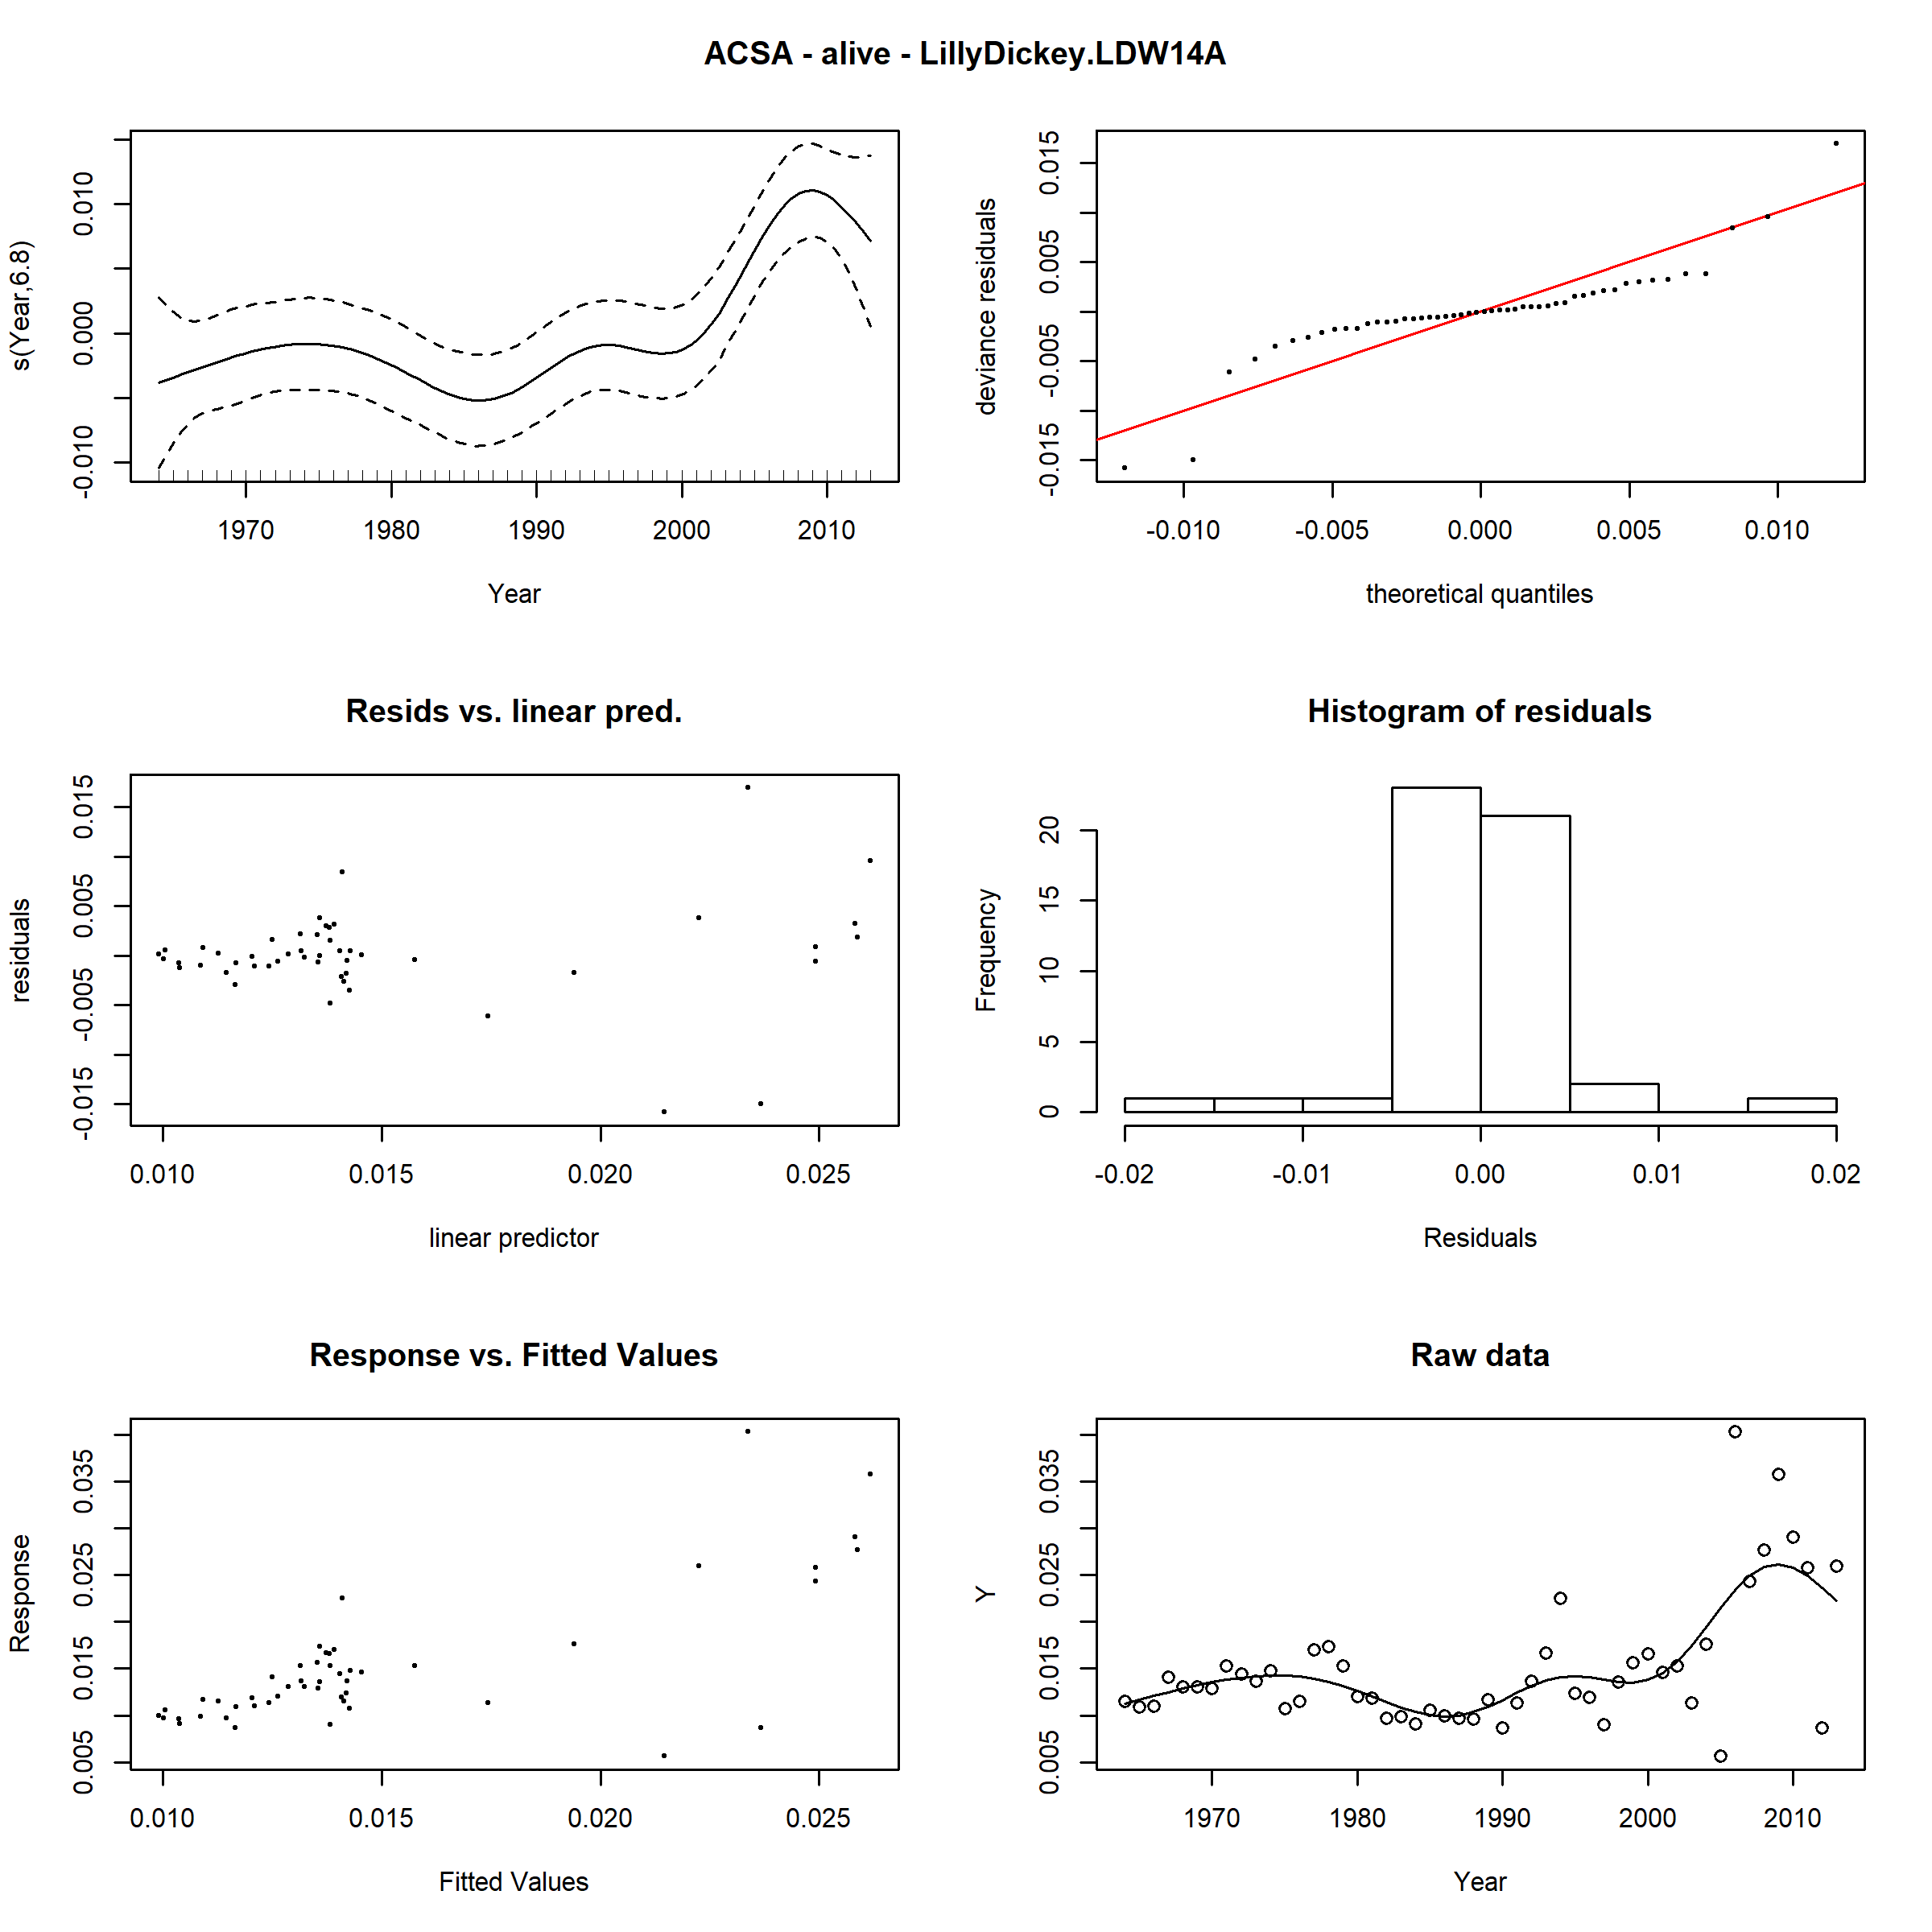 ACSA - alive - LillyDickey.LDW14A
s(Year,6.8)
-0.010 0.000 0.010
1970 1980 1990 2000 2010
Year
deviance residuals
-0.015 -0.005 0.005 0.015
-0.010 -0.005 0.000 0.005 0.010
theoretical quantiles
Resids vs. linear pred.
residuals
-0.015 -0.005 0.005 0.015
0.010 0.015 0.020 0.025
linear predictor
Histogram of residuals
Frequency
0 5 10 15 20
-0.02 -0.01 0.00 0.01 0.02
Residuals
Response vs. Fitted Values
Response
0.005 0.015 0.025 0.035
0.010 0.015 0.020 0.025
Fitted Values
Raw data
Y
0.005 0.015 0.025 0.035
1970 1980 1990 2000 2010
Year